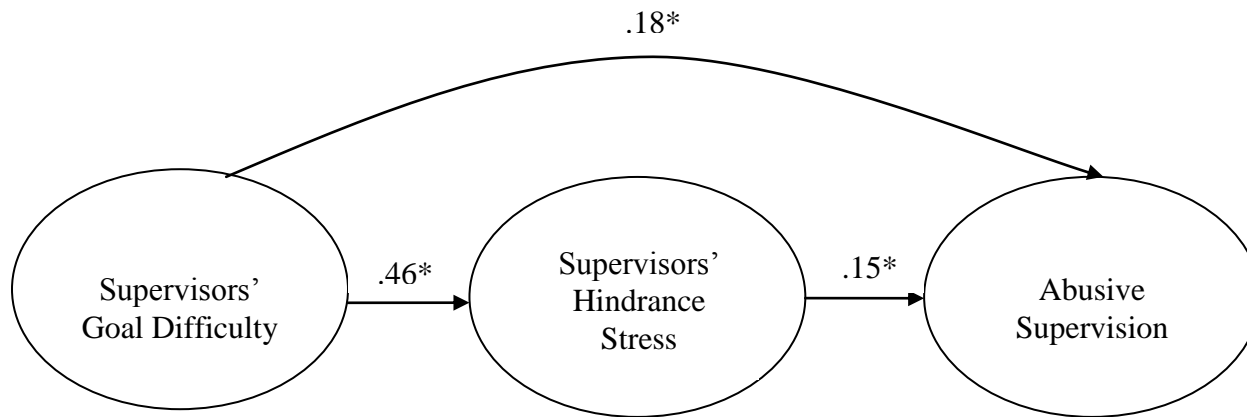 .18*
Supervisors’
Goal Difficulty
.46*
Supervisors’
Hindrance
Stress
.15*
Abusive
Supervision